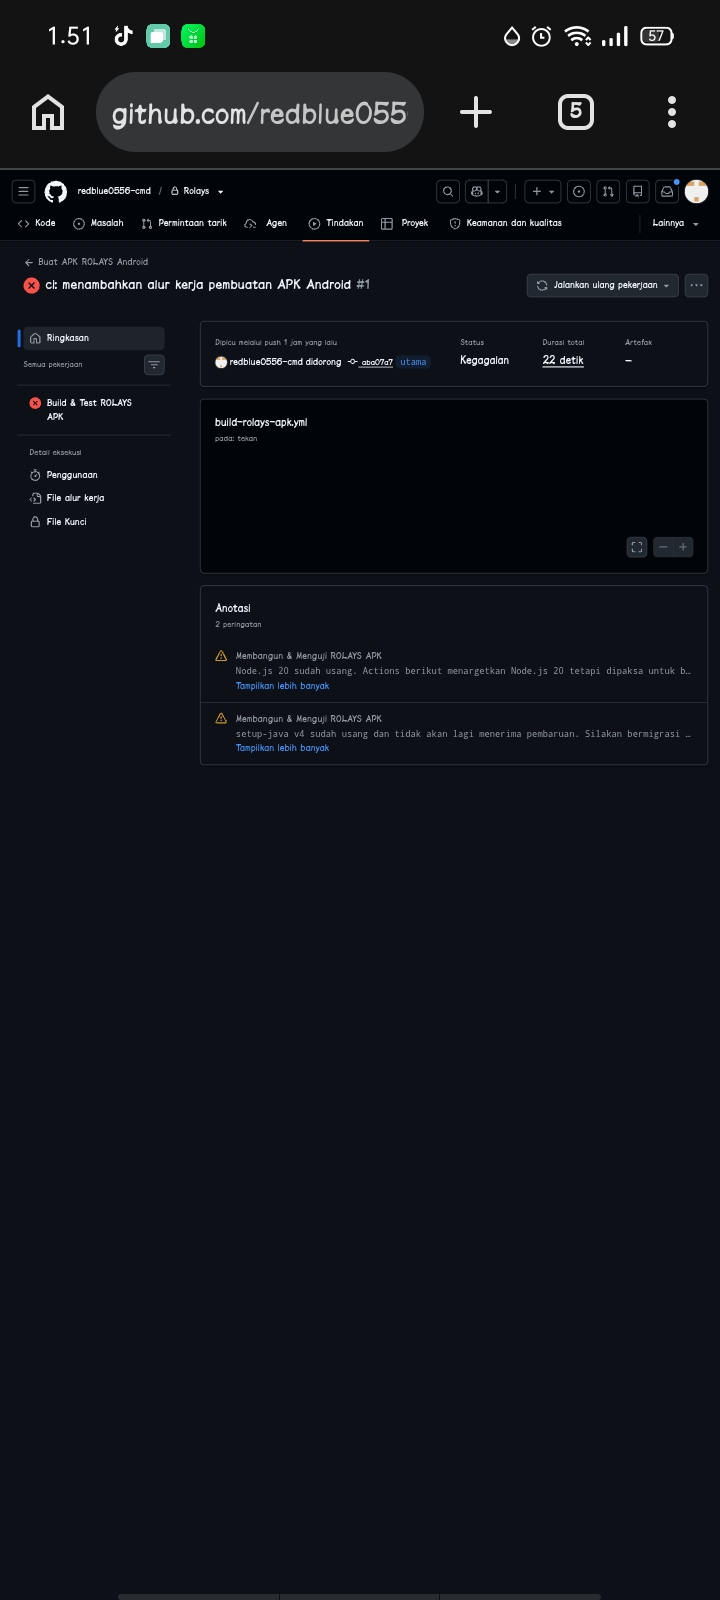 1.51
57
github.com/redblue055
5
redblue0556-cmd / Rolays
Kode Masalah Permintaan tarik Agen Tindakan Proyek Keamanan dan kualitas Lainnya
Buat APK ROLAYS Android
ci: menambahkan alur kerja pembuatan APK Android #1
Jalankan ulang pekerjaan
Ringkasan
Semua pekerjaan
Build & Test ROLAYS
APK
Detail eksekusi
Penggunaan
File alur kerja
File Kunci
Dipicu melalui push 1 jam yang lalu
redblue0556-cmd didorong aba07a7 utama
Status
Kegagalan
Durasi total
22 detik
Artefak
–
build-rolays-apk.yml
pada: tekan
Anotasi
2 peringatan
Membangun & Menguji ROLAYS APK
Node.js 20 sudah usang. Actions berikut menargetkan Node.js 20 tetapi dipaksa untuk b…
Tampilkan lebih banyak
Membangun & Menguji ROLAYS APK
setup-java v4 sudah usang dan tidak akan lagi menerima pembaruan. Silakan bermigrasi …
Tampilkan lebih banyak